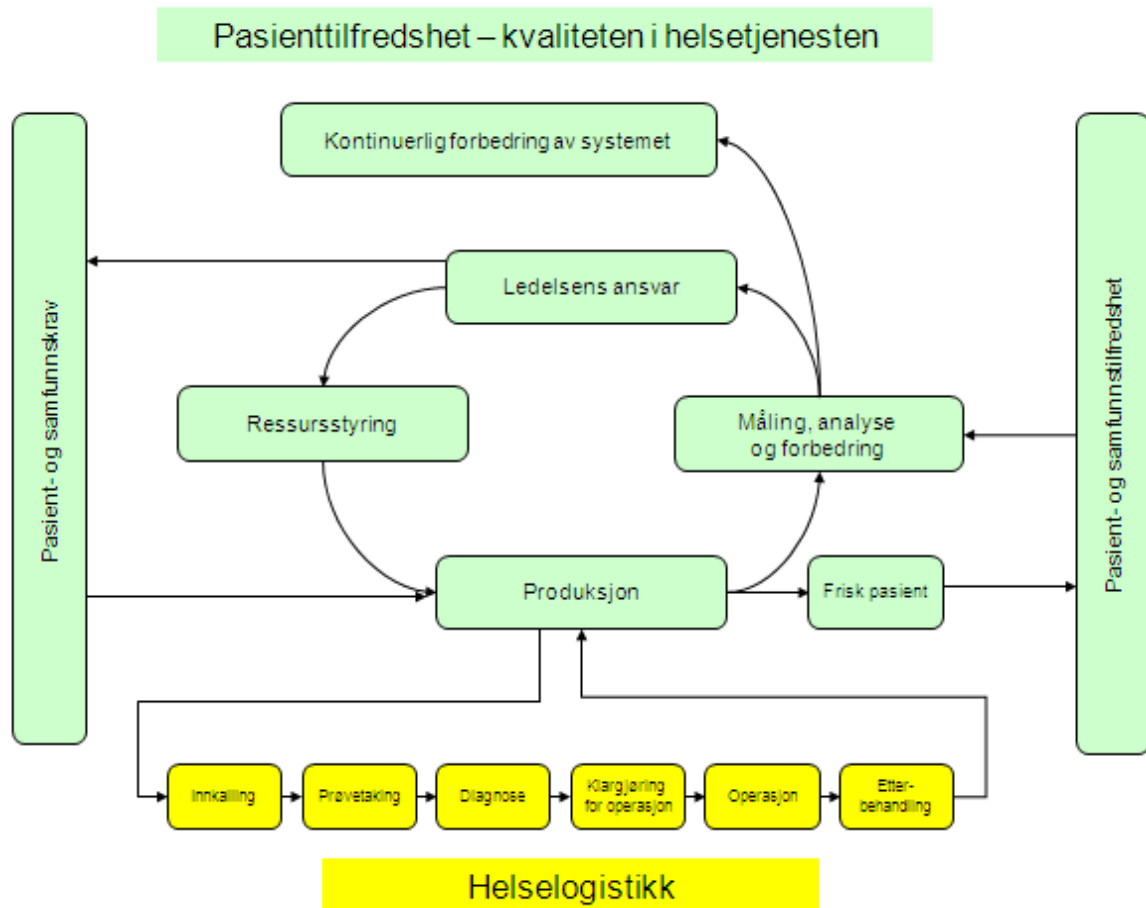 Pasienttilfredshet – kvaliteten i helsetjenesten
Kontinuerlig forbedring av systemet
Pasient- og samfunnskrav
Ledelsens ansvar
Pasient- og samfunnstilfredshet
Ressursstyring
Måling, analyse
og forbedring
Produksjon
Frisk pasient
Innkalling
Prøvetaking
Diagnose
Klargjøring
for operasjon
Operasjon
Etter-
behandling
Helselogistikk